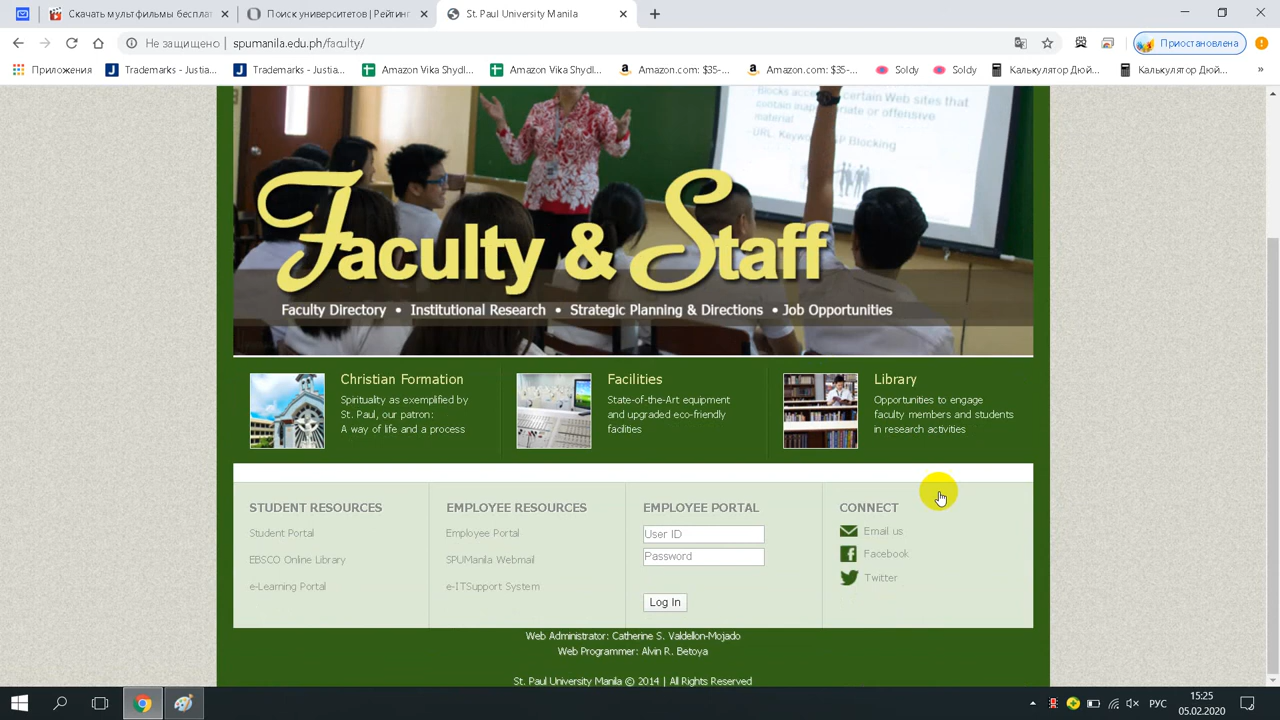 Скачать мультфильмы бесплат
Поиск университетов | Рейтинг
St. Paul University Manila
Не защищено
spumanila.edu.ph/faculty/
Приостановлена
Приложения
Trademarks - Justia...
Trademarks - Justia...
Amazon Vika Shydl...
Amazon Vika Shydl...
Amazon.com: $35-...
Amazon.com: $35-...
Soldy
Soldy
Калькулятор Дюй...
Калькулятор Дюй...
»
Blocks acce certain Web sites that
contain inappropriate or offensive
material
URL, Keyword, IP Blocking
Faculty & Staff
Faculty Directory • Institutional Research • Strategic Planning & Directions • Job Opportunities
Christian Formation
Spirituality as exemplified by
St. Paul, our patron:
A way of life and a process
Facilities
State-of-the-Art equipment
and upgraded eco-friendly
facilities
Library
Opportunities to engage
faculty members and students
in research activities
STUDENT RESOURCES
Student Portal
EBSCO Online Library
e-Learning Portal
EMPLOYEE RESOURCES
Employee Portal
SPUManila Webmail
e-ITSupport System
EMPLOYEE PORTAL
User ID
Password
Log In
CONNECT
Email us
Facebook
Twitter
Web Administrator: Catherine S. Valdellon-Mojado
Web Programmer: Alvin R. Betoya
St. Paul University Manila © 2014 | All Rights Reserved
РУС
15:25
05.02.2020